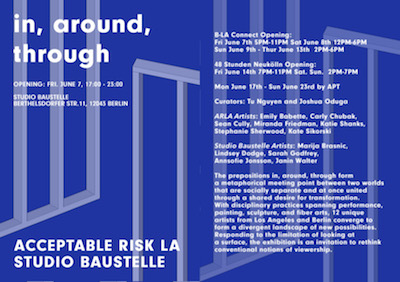 in, around,
through
OPENING: FRI. JUNE 7, 17:00 - 23:00
STUDIO BAUSTELLE
BERTHELSDORFER STR.11, 12043 BERLIN
ACCEPTABLE RISK LA
STUDIO BAUSTELLE
B-LA Connect Opening:
Fri June 7th 5PM-11PM Sat June 8th 12PM-6PM
Sun June 9th - Thur June 13th 2PM-6PM
48 Stunden Neukölln Opening:
Fri June 14th 7PM-11PM Sat. Sun. 2PM-7PM
Mon June 17th - Sun June 23rd by APT
Curators: Tu Nguyen and Joshua Oduga
ARLA Artists: Emily Babette, Carly Chubak,
Sean Cully, Miranda Friedman, Katie Shanks,
Stephanie Sherwood, Kate Sikorski
Studio Baustelle Artists: Marija Brasnic,
Lindsey Dodge, Sarah Godfrey,
Annsofie Jonsson, Janin Walter
The prepositions in, around, through form
a metaphorical meeting point between two worlds
that are socially separate and at once united
through a shared desire for transformation.
With disciplinary practices spanning performance,
painting, sculpture, and fiber arts, 12 unique
artists from Los Angeles and Berlin converge to
form a divergent landscape of new possibilities.
Responding to the limitation of looking at
a surface, the exhibition is an invitation to rethink
conventional notions of viewership.